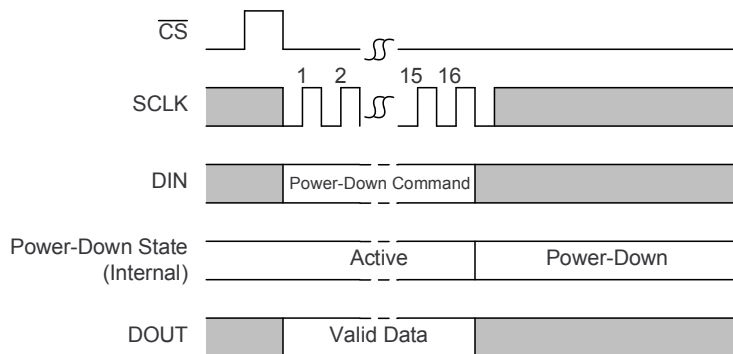 CS
1 2 15 16
SCLK
DIN
Power-Down Command
Power-Down State
(Internal)
Active
Power-Down
DOUT
Valid Data